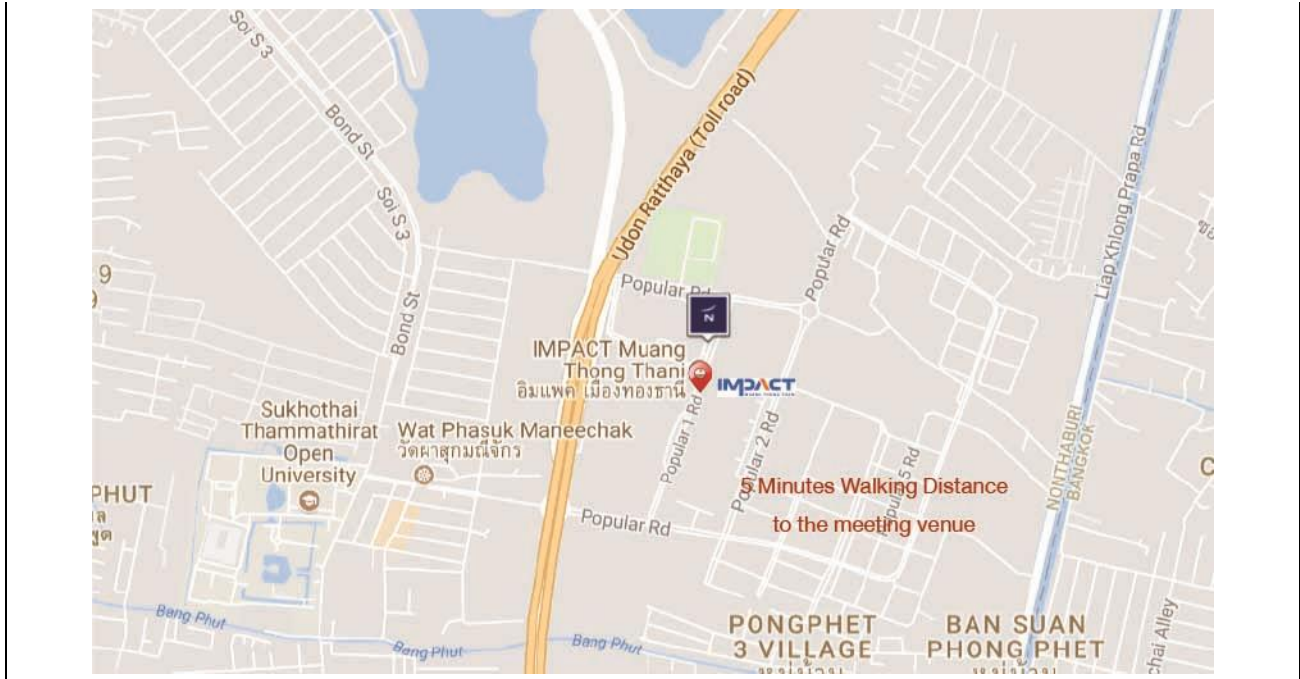 Soi S 3
Bond St
Soi S 3
Bond St
Udon Ratthaya (Toll road)
Liap Khlong Prapa Rd
Popular Rd
Popular Rd
N
IMPACT Muang
Thong Thani
อิมแพค เมืองทองธานี
IMPACT
Popular 1 Rd
Popular 2 Rd
Popular 5 Rd
NONTHABURI
BANGKOK
9
Sukhothai
Thammathirat
Open
University
Wat Phasuk Maneechak
วัดผาสุกมณีจักร
5 Minutes Walking Distance
to the meeting venue
PHUT
Popular Rd
Bang Phut
Bang Phut
Bang Phut
PONGPHET
3 VILLAGE
BAN SUAN
PHONG PHET
chai Alley
C